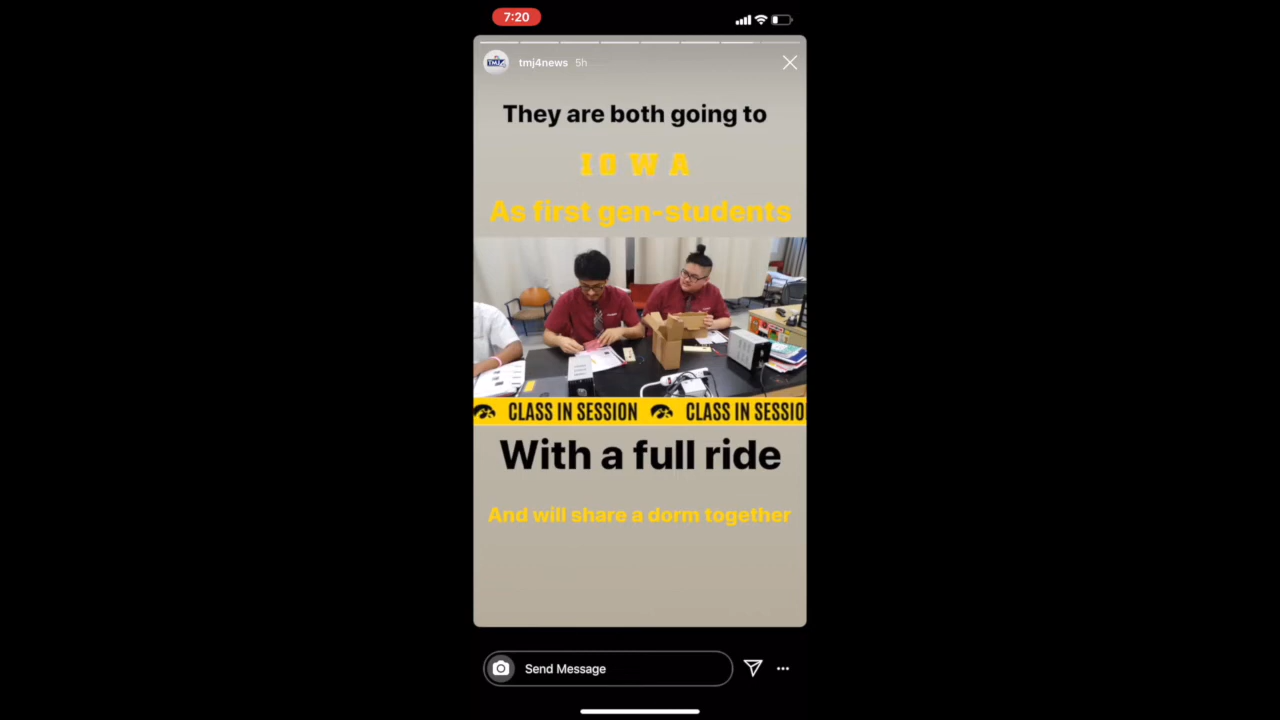 7:20
tmj4news 5h
They are both going to
IOWA
As first gen-students
CLASS IN SESSION CLASS IN SESSIO
With a full ride
And will share a dorm together
Send Message